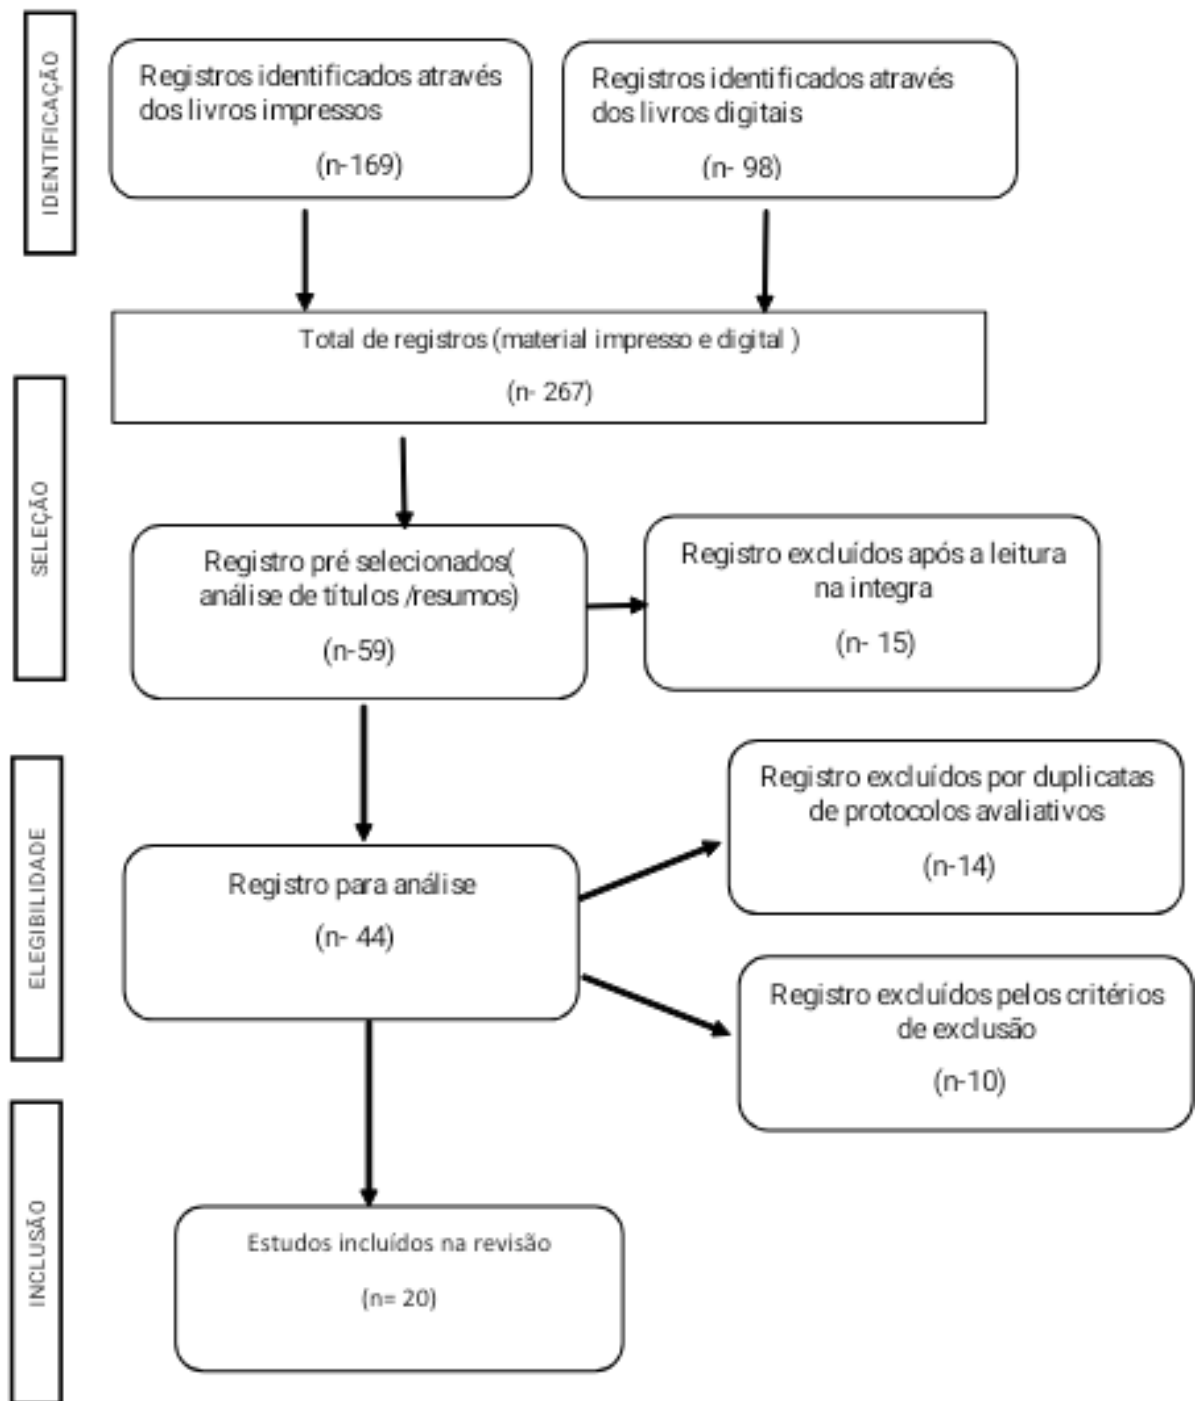 IDENTIFICAÇÃO
Registros identificados através
dos livros impressos
(n-169)
Registros identificados através
dos livros digitais
(n- 98)
Total de registros (material impresso e digital )
(n- 267)
SELEÇÃO
Registro pré selecionados(
análise de títulos /resumos)
(n-59)
Registro excluídos após a leitura
na integra
(n- 15)
ELEGIBILIDADE
Registro para análise
(n- 44)
Registro excluídos por duplicatas
de protocolos avaliativos
(n-14)
Registro excluídos pelos critérios
de exclusão
(n-10)
INCLUSÃO
Estudos incluídos na revisão
(n= 20)